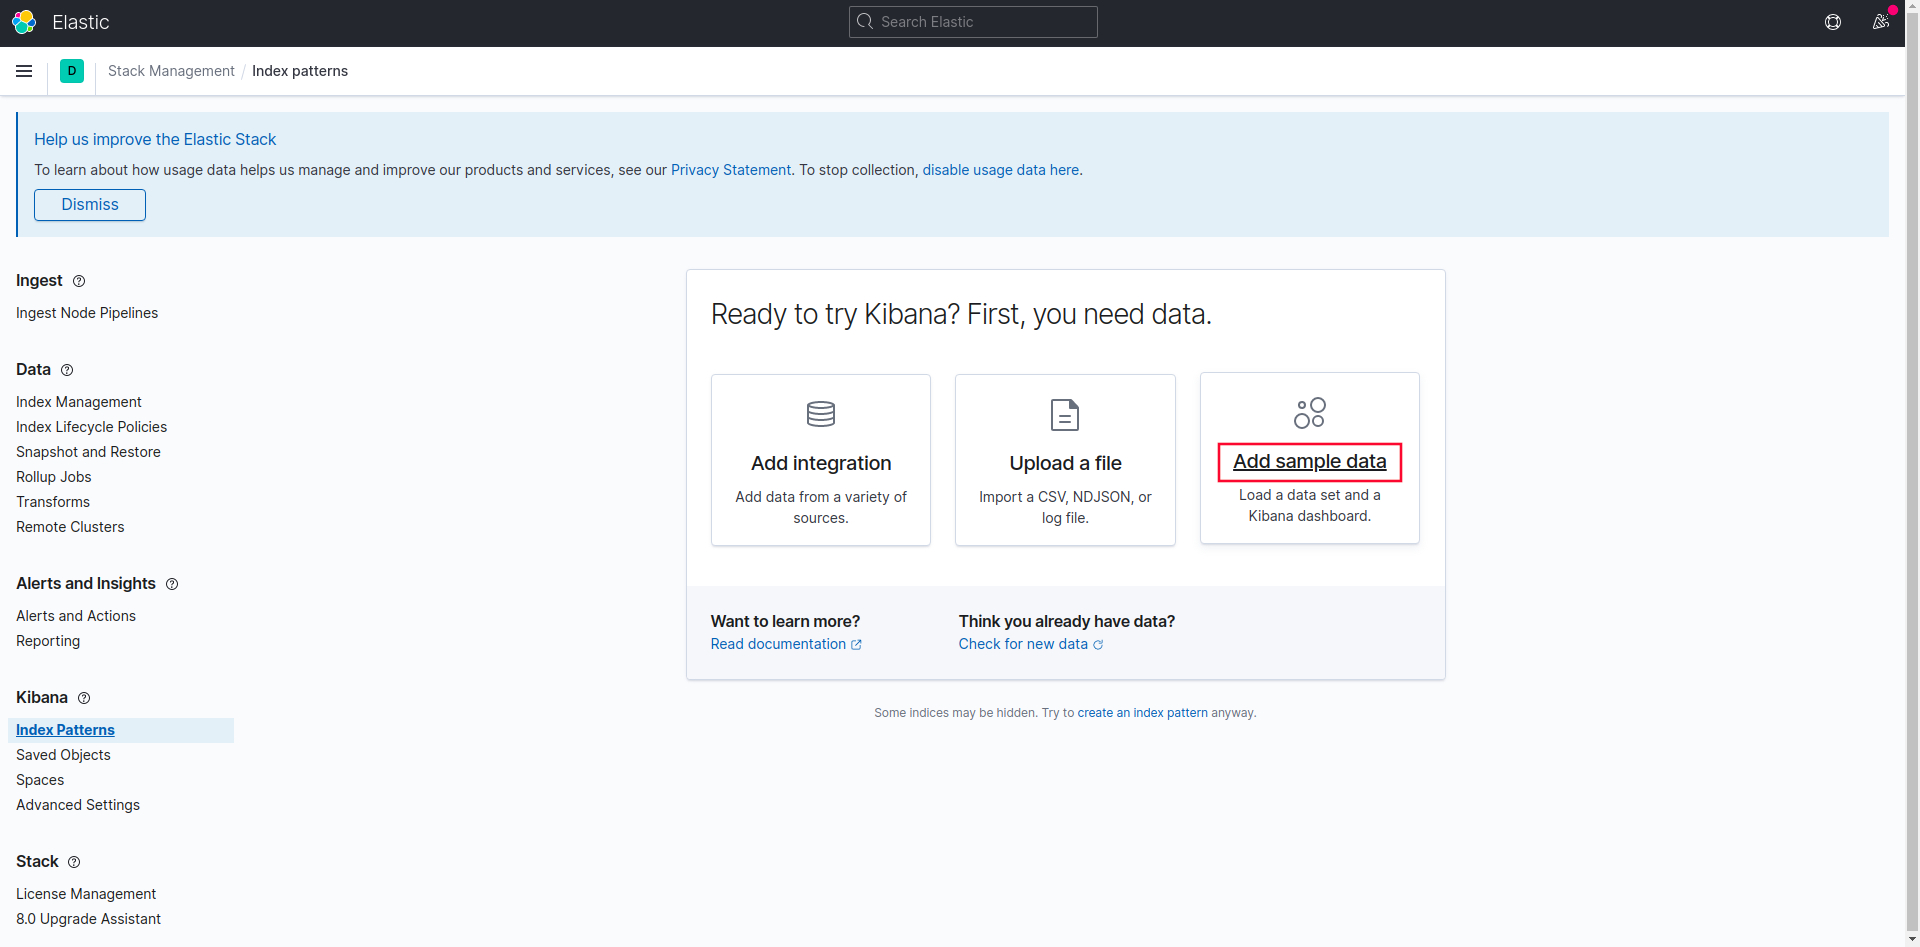 Elastic
Search Elastic
D
Stack Management / Index patterns
Help us improve the Elastic Stack
To learn about how usage data helps us manage and improve our products and services, see our Privacy Statement. To stop collection, disable usage data here.
Dismiss
Ingest
Ingest Node Pipelines
Data
Index Management
Index Lifecycle Policies
Snapshot and Restore
Rollup Jobs
Transforms
Remote Clusters
Alerts and Insights
Alerts and Actions
Reporting
Kibana
Index Patterns
Saved Objects
Spaces
Advanced Settings
Stack
License Management
8.0 Upgrade Assistant
Ready to try Kibana? First, you need data.
Add integration
Add data from a variety of
sources.
Upload a file
Import a CSV, NDJSON, or
log file.
Add sample data
Load a data set and a
Kibana dashboard.
Want to learn more?
Read documentation
Think you already have data?
Check for new data
Some indices may be hidden. Try to create an index pattern anyway.